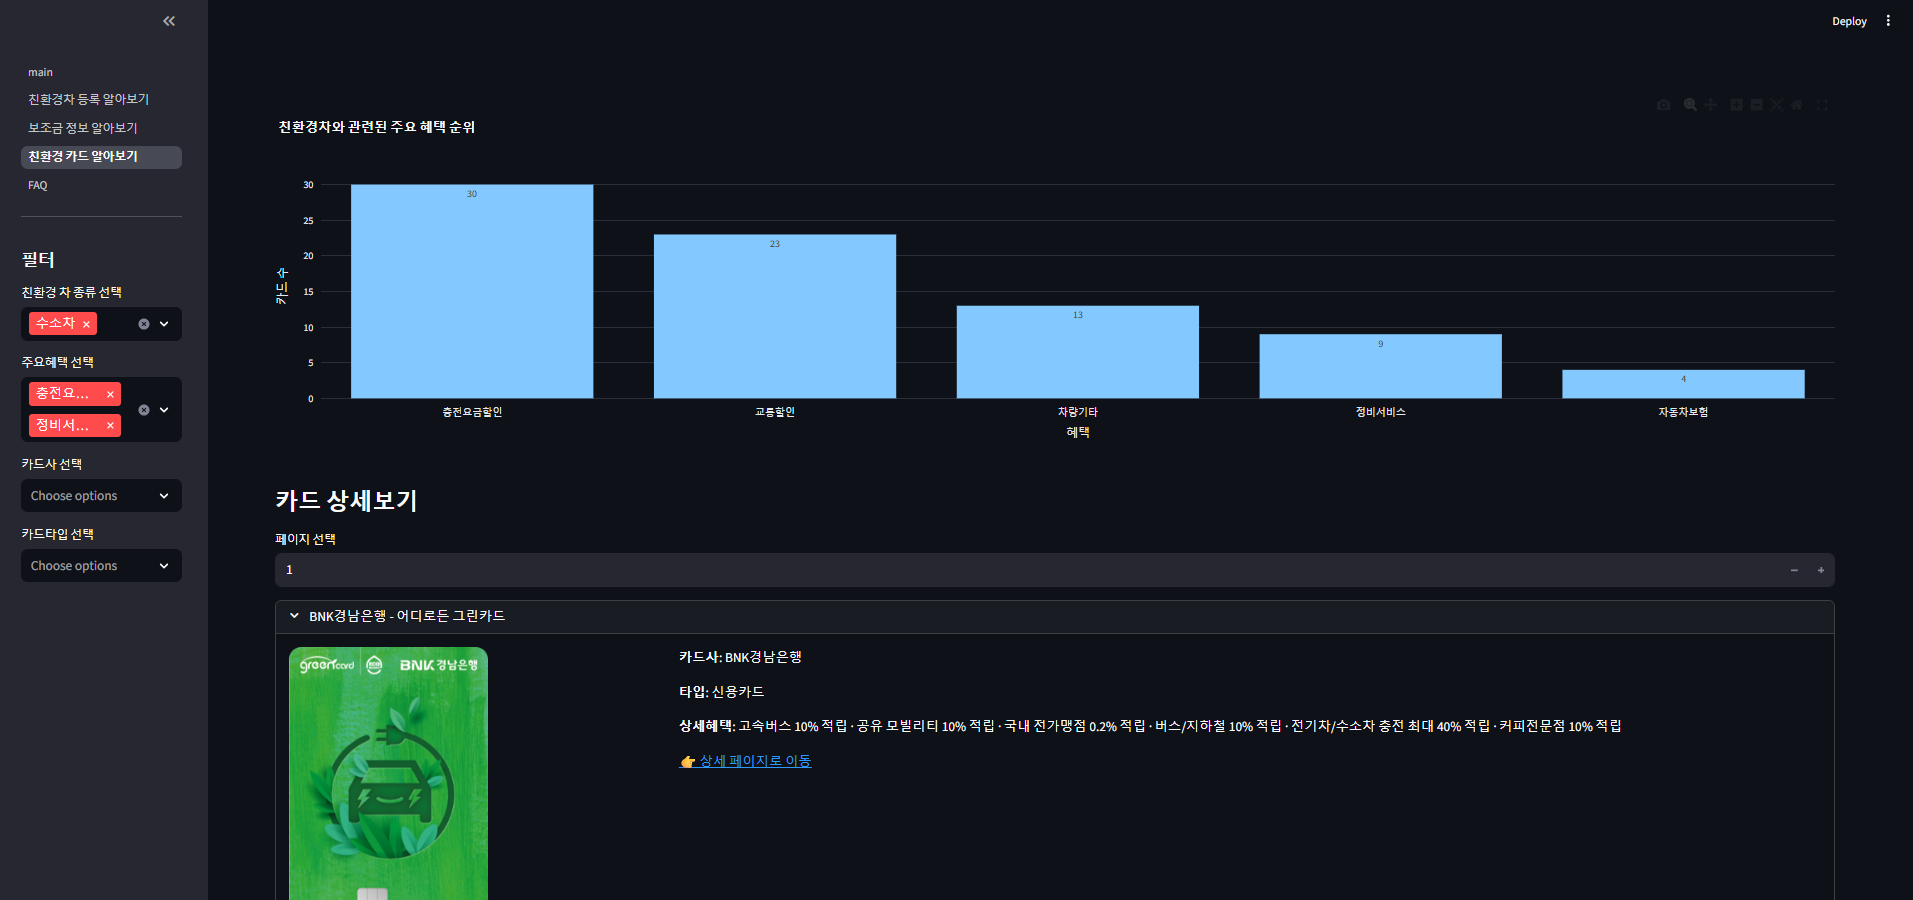 Deploy
main
친환경차 등록 알아보기
보조금 정보 알아보기
친환경 카드 알아보기
FAQ
필터
친환경 차 종류 선택
수소차
주요혜택 선택
충전요...
정비서...
카드사 선택
Choose options
카드타입 선택
Choose options
친환경차와 관련된 주요 혜택 순위
카드 수
30
25
20
15
10
5
0
30
23
13
9
4
충전요금할인
교통할인
차량기타
정비서비스
자동차보험
혜택
카드 상세보기
페이지 선택
1
BNK경남은행 - 어디로든 그린카드
greencard
BNK경남은행
카드사: BNK경남은행
타입: 신용카드
상세혜택: 고속버스 10% 적립 · 공유 모빌리티 10% 적립 · 국내 전가맹점 0.2% 적립 · 버스/지하철 10% 적립 · 전기차/수소차 충전 최대 40% 적립 · 커피전문점 10% 적립
👉 상세 페이지로 이동